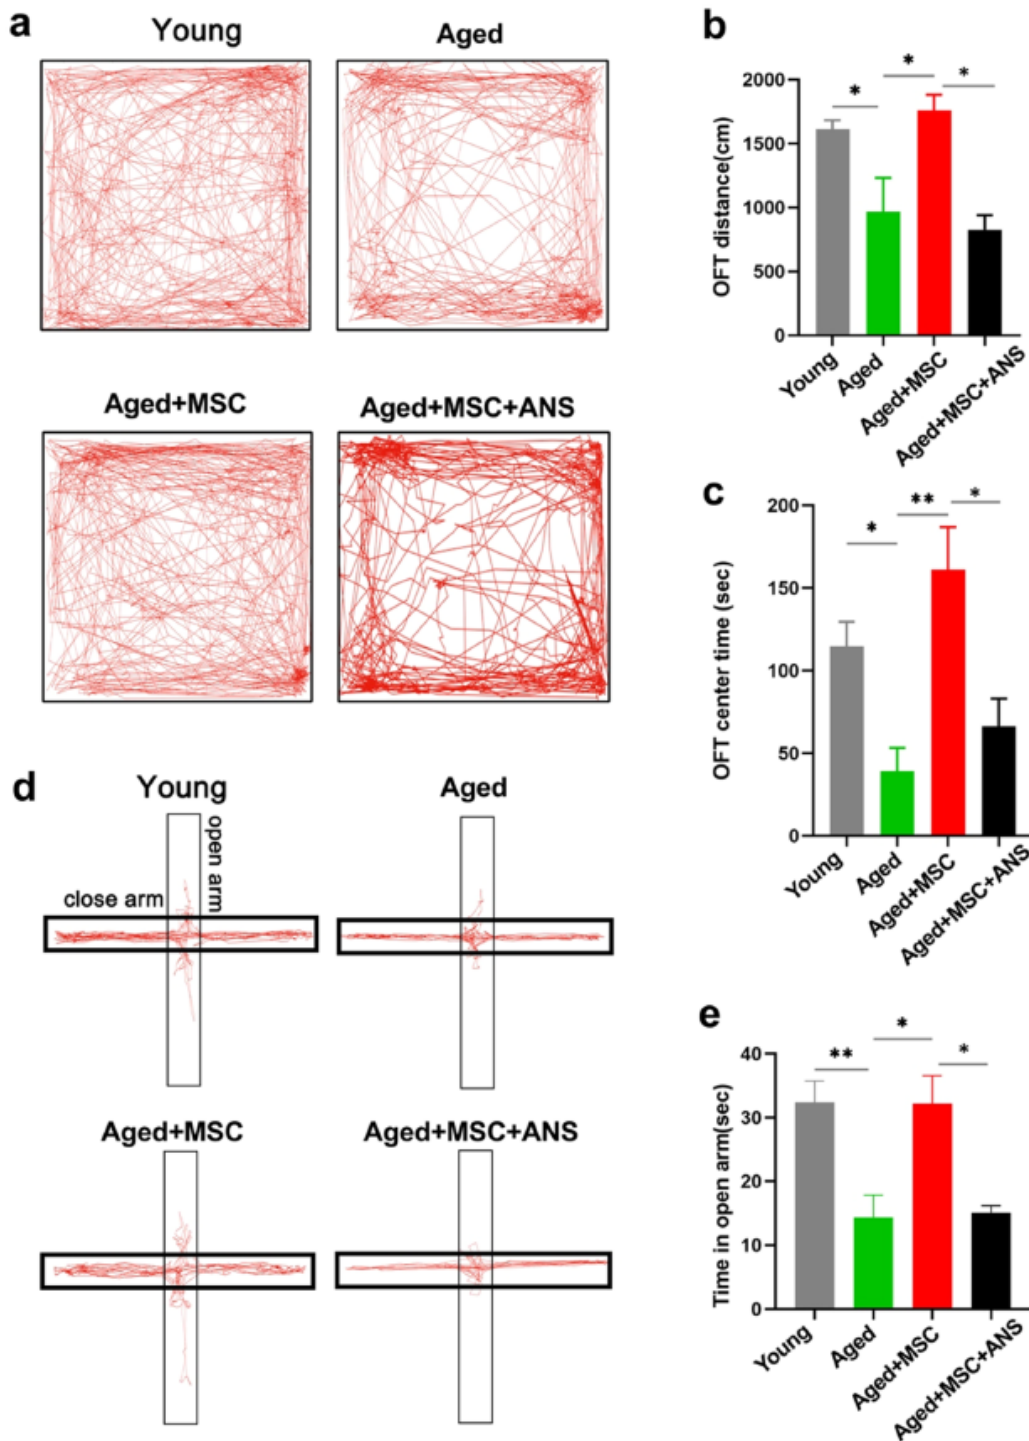 a
Young
Aged
Aged+MSC
Aged+MSC+ANS
b
OFT distance(cm)
2000
1500
1000
500
0
*
*
*
Young
Aged
Aged+MSC
Aged+MSC+ANS
c
OFT center time (sec)
200
150
100
50
0
*
**
*
Young
Aged
Aged+MSC
Aged+MSC+ANS
d
Young
Aged
close arm
open arm
Aged+MSC
Aged+MSC+ANS
e
Time in open arm(sec)
40
30
20
10
0
**
*
*
Young
Aged
Aged+MSC
Aged+MSC+ANS